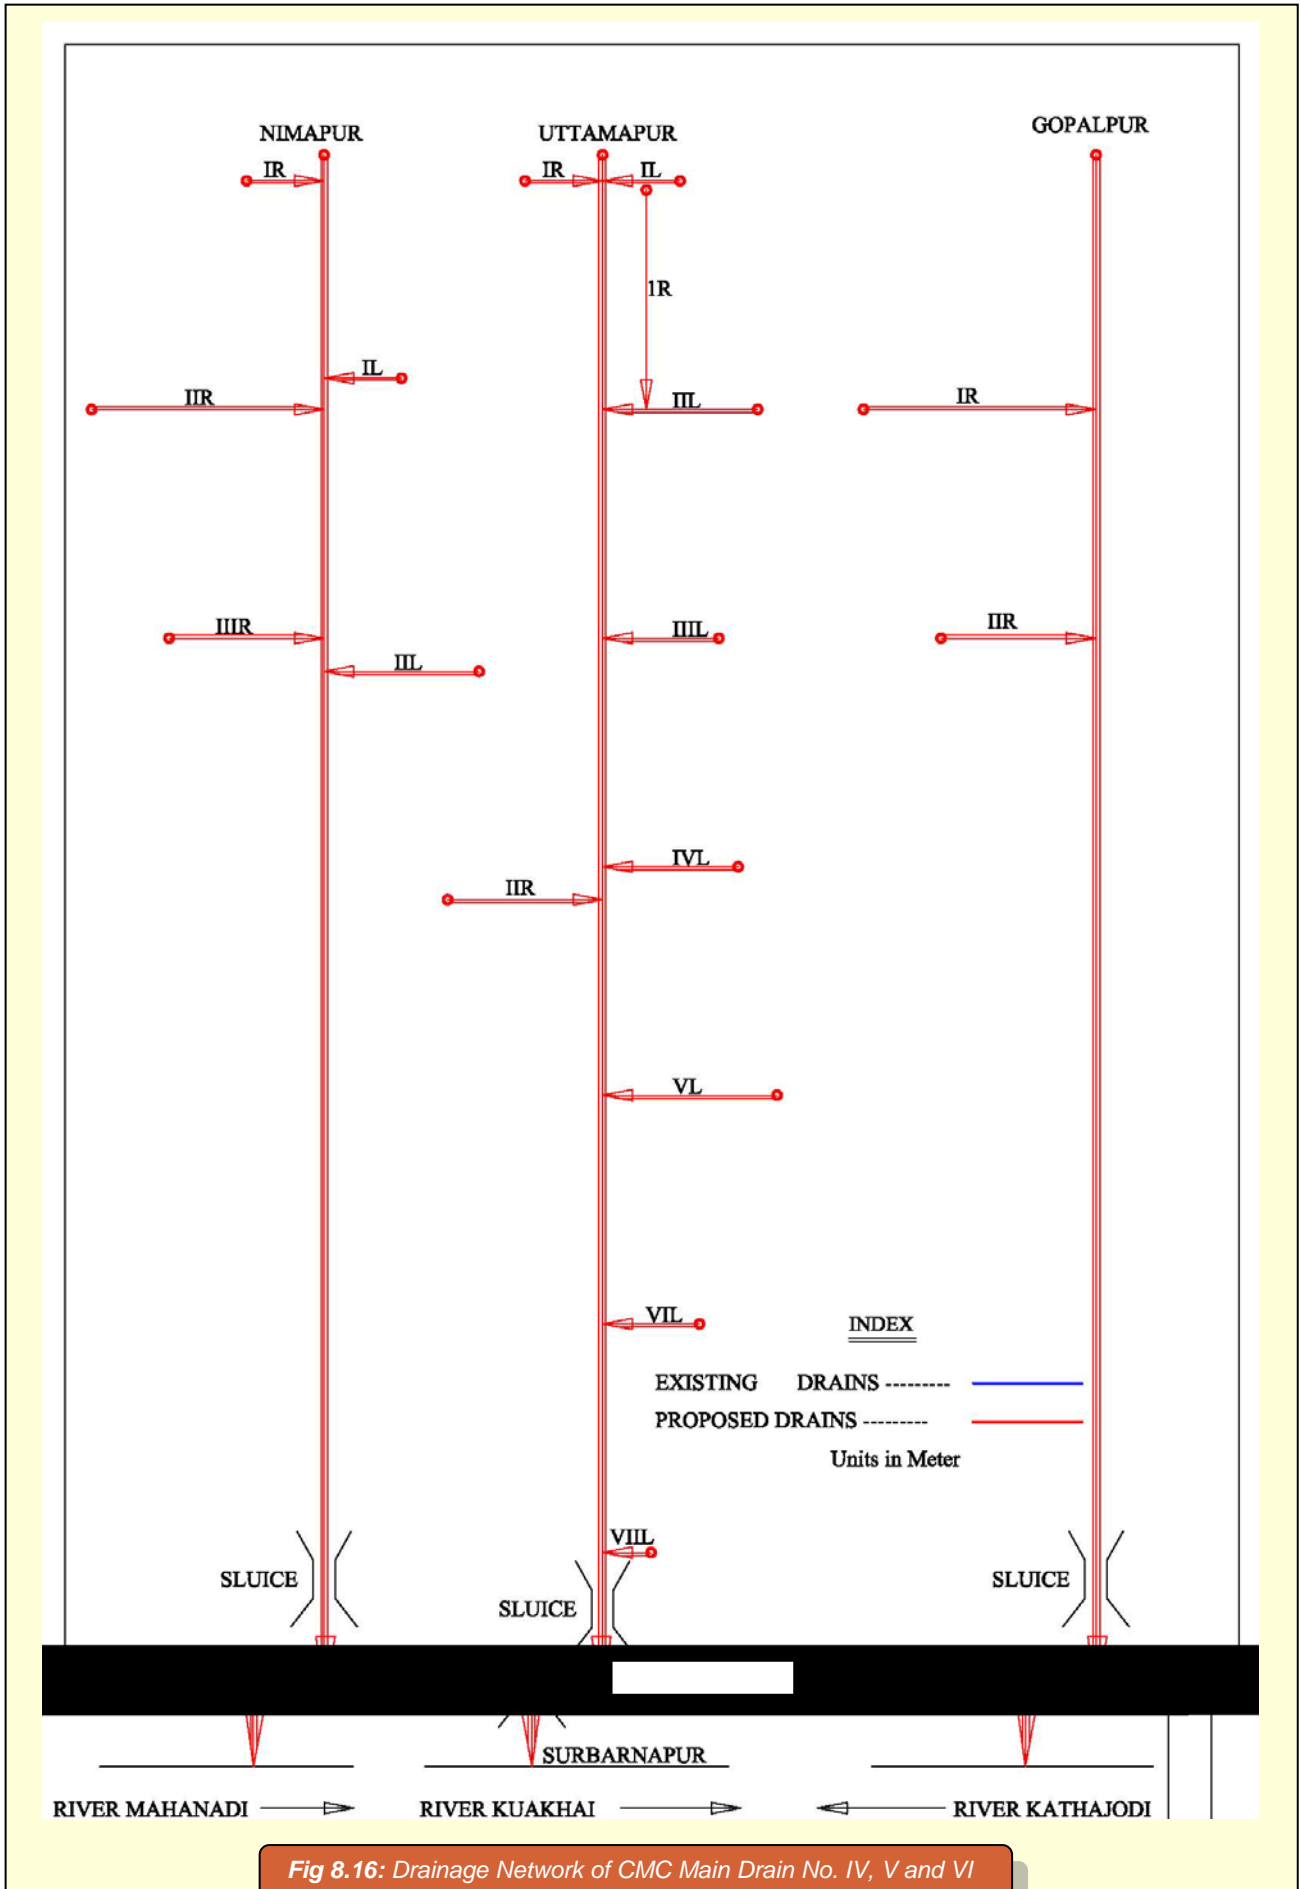 NIMAPUR UTTAMAPUR GOPALPUR
IR IR IL
1R
IL
IIR IIL IR
IIIR IIIL IIR
IIL
IVL
IIR
VL
VIL
INDEX
EXISTING DRAINS ---------
PROPOSED DRAINS ---------
Units in Meter
VIIL
SLUICE SLUICE SLUICE
SURBARNAPUR
RIVER MAHANADI RIVER KUAKHAI RIVER KATHAJODI
Fig 8.16: Drainage Network of CMC Main Drain No. IV, V and VI